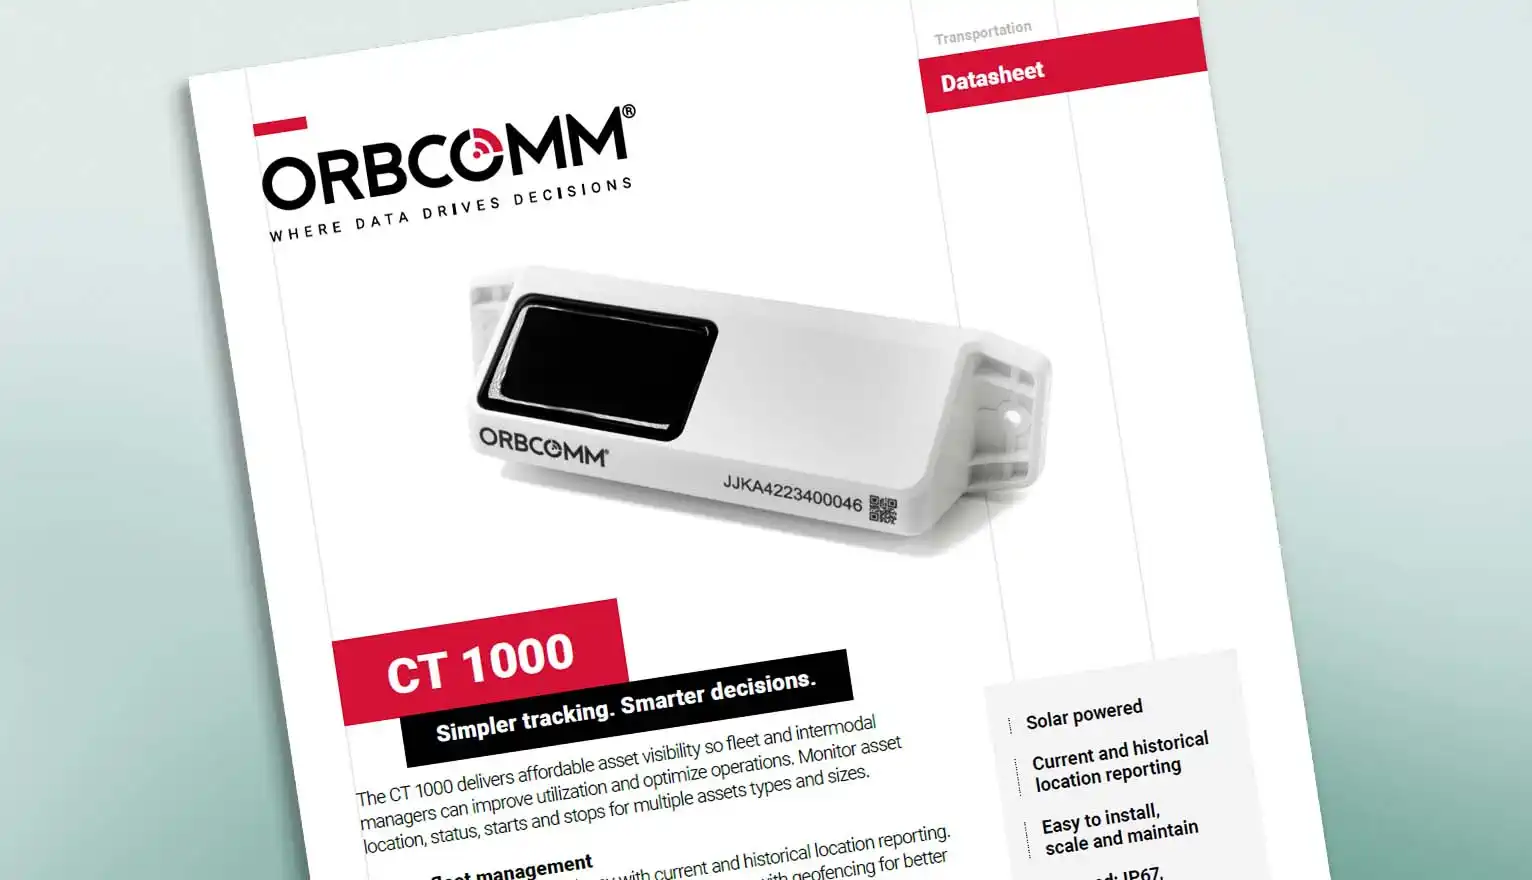 Transportation
Datasheet
ORBCOMM®
WHERE DATA DRIVES DECISIONS
ORBCOMM®
JJKA4223400046
CT 1000
Simpler tracking. Smarter decisions.
The CT 1000 delivers affordable asset visibility so fleet and intermodal
managers can improve utilization and optimize operations. Monitor asset
location, status, starts and stops for multiple assets types and sizes.
management
with current and historical location reporting.
geofencing for better
Solar powered
Current and historical
location reporting
Easy to install,
scale and maintain
IP67,